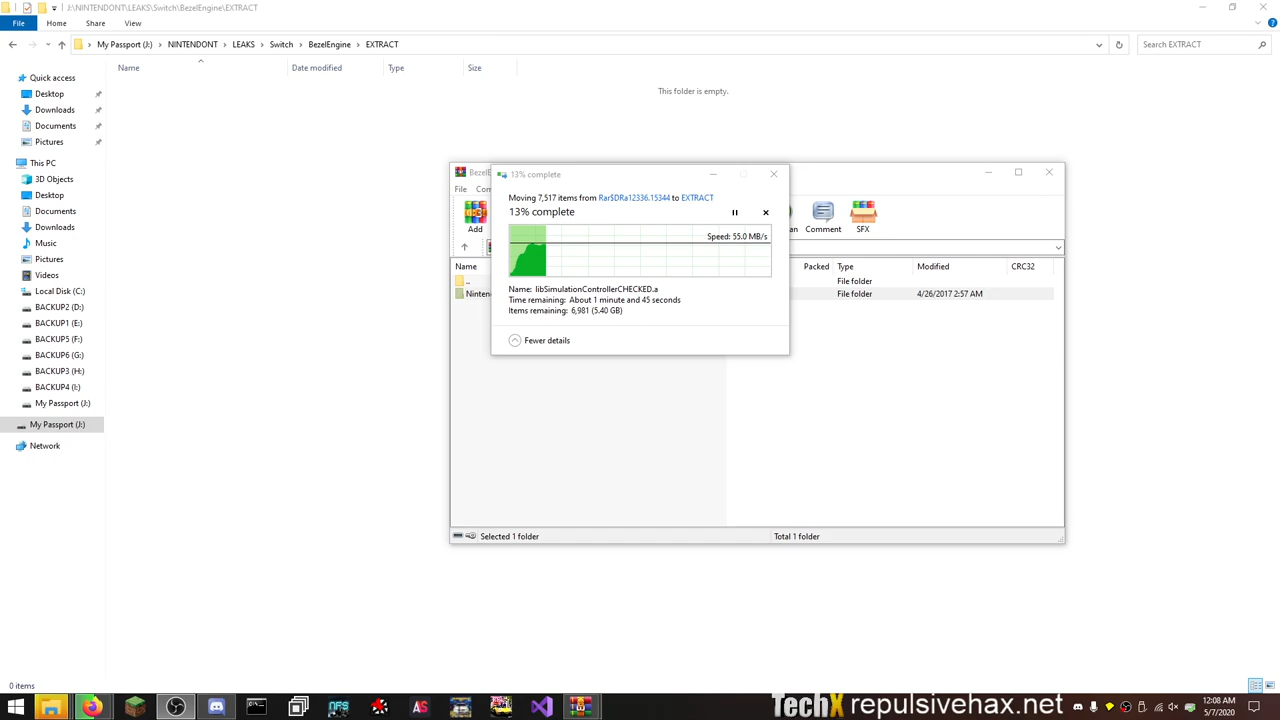 J:\NINTENDONT\LEAKS\Switch\BezelEngine\EXTRACT
File Home Share View
My Passport (J:) NINTENDONT LEAKS Switch BezelEngine EXTRACT
Search EXTRACT
Name Date modified Type Size
This folder is empty.
Quick access
Desktop
Downloads
Documents
Pictures
This PC
3D Objects
Desktop
Documents
Downloads
Music
Pictures
Videos
Local Disk (C:)
BACKUP2 (D:)
BACKUP1 (E:)
BACKUP5 (F:)
BACKUP6 (G:)
BACKUP3 (H:)
BACKUP4 (I:)
My Passport (J:)
My Passport (J:)
Network
13% complete
Moving 7,517 items from Rar$DRa12336.15344 to EXTRACT
13% complete
Speed: 55.0 MB/s
Name: libSimulationControllerCHECKED.a
Time remaining: About 1 minute and 45 seconds
Items remaining: 6,981 (5.40 GB)
Fewer details
BezelE
File Com
Add an Comment SFX
Name Packed Type Modified CRC32
.. File folder
Ninten File folder 4/26/2017 2:57 AM
Selected 1 folder Total 1 folder
0 items
TechX repulsivehax.net
12:08 AM
5/7/2020